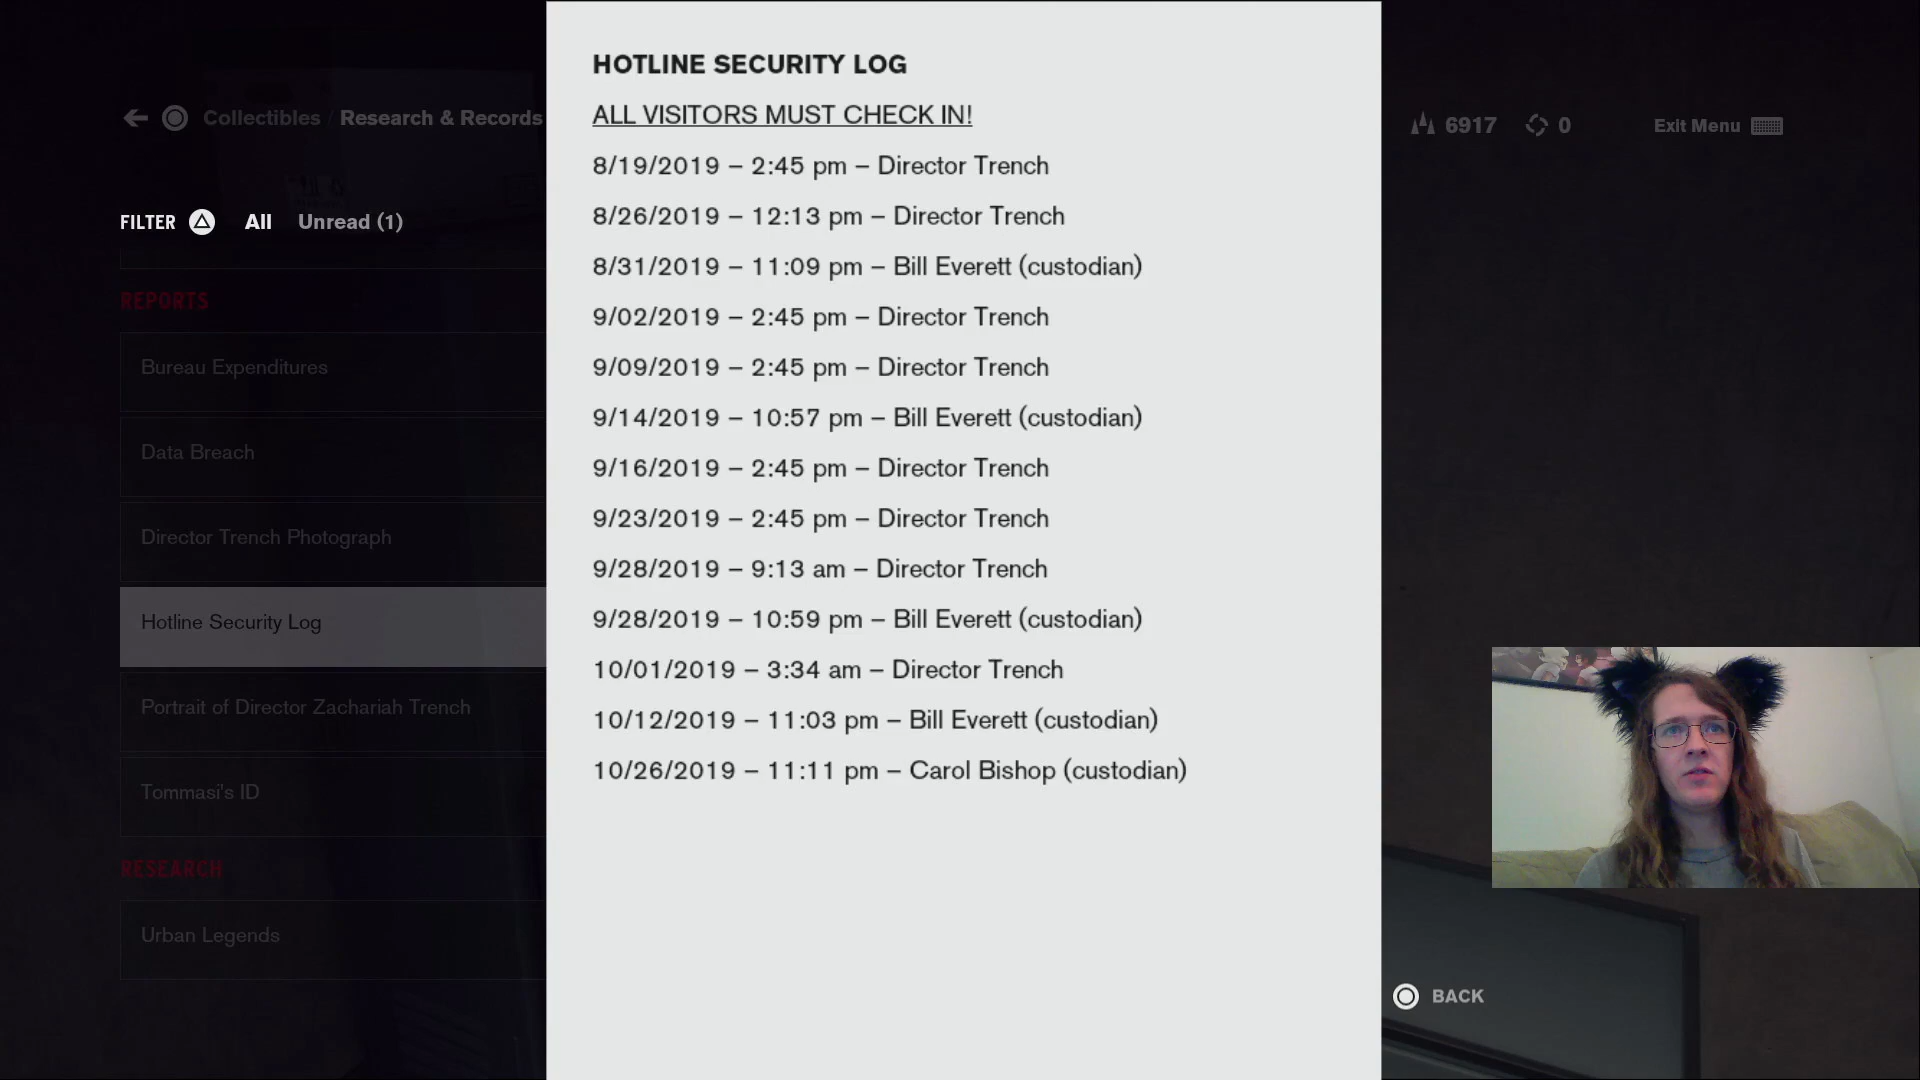 HOTLINE SECURITY LOG
ALL VISITORS MUST CHECK IN!
8/19/2019 – 2:45 pm – Director Trench
8/26/2019 – 12:13 pm – Director Trench
8/31/2019 – 11:09 pm – Bill Everett (custodian)
9/02/2019 – 2:45 pm – Director Trench
9/09/2019 – 2:45 pm – Director Trench
9/14/2019 – 10:57 pm – Bill Everett (custodian)
9/16/2019 – 2:45 pm – Director Trench
9/23/2019 – 2:45 pm – Director Trench
9/28/2019 – 9:13 am – Director Trench
9/28/2019 – 10:59 pm – Bill Everett (custodian)
10/01/2019 – 3:34 am – Director Trench
10/12/2019 – 11:03 pm – Bill Everett (custodian)
10/26/2019 – 11:11 pm – Carol Bishop (custodian)
Collectibles / Research & Records
FILTER All Unread (1)
REPORTS
Bureau Expenditures
Data Breach
Director Trench Photograph
Hotline Security Log
Portrait of Director Zachariah Trench
Tommasi's ID
RESEARCH
Urban Legends
6917 0 Exit Menu
BACK